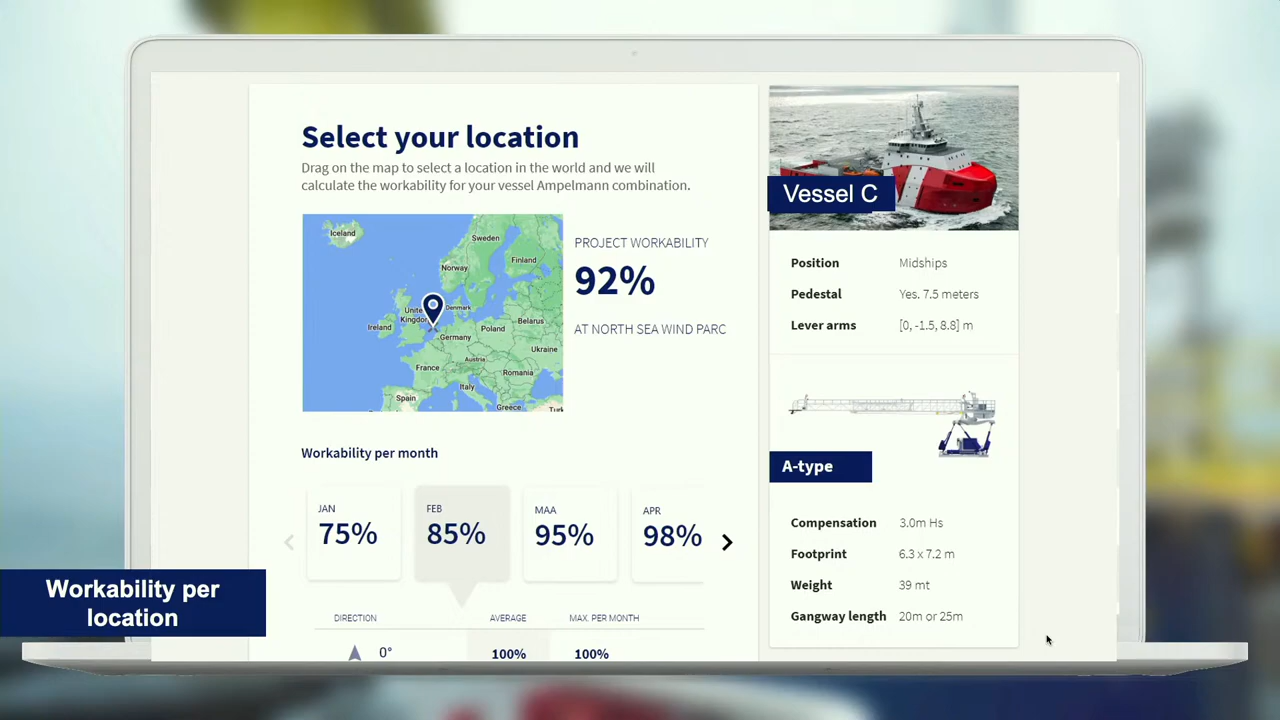 Select your location
Drag on the map to select a location in the world and we will
calculate the workability for your vessel Ampelmann combination.
Iceland
Sweden
Finland
Norway
Denmark
Ireland
Poland
Belarus
Germany
Ukraine
Austria
France
Romania
Italy
Spain
Greece
PROJECT WORKABILITY
92%
AT NORTH SEA WIND PARC
Workability per month
JAN
75%
FEB
85%
MAA
95%
APR
98%
DIRECTION AVERAGE MAX. PER MONTH
0° 100% 100%
Vessel C
Position Midships
Pedestal Yes. 7.5 meters
Lever arms [0, -1.5, 8.8] m
A-type
Compensation 3.0m Hs
Footprint 6.3 x 7.2 m
Weight 39 mt
Gangway length 20m or 25m
Workability per
location